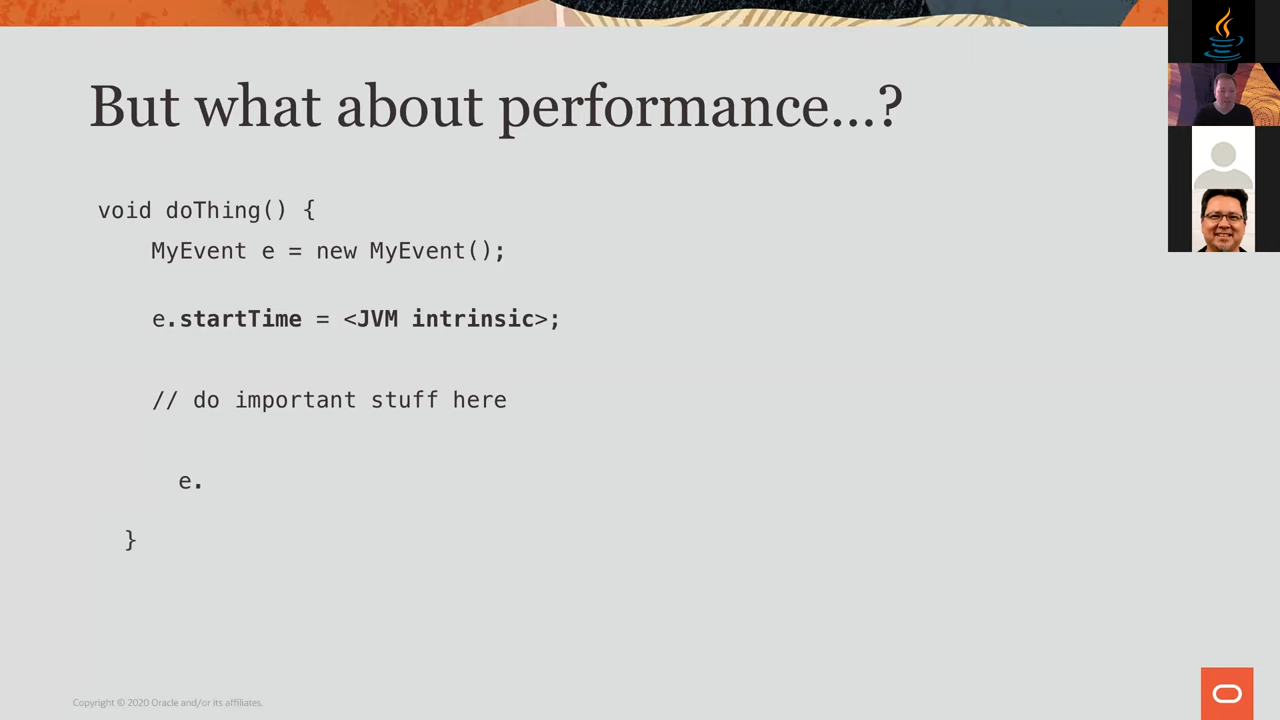 But what about performance...?
void doThing() {
MyEvent e = new MyEvent();
e.startTime = <JVM intrinsic>;
// do important stuff here
e.
}
Copyright © 2020 Oracle and/or its affiliates.